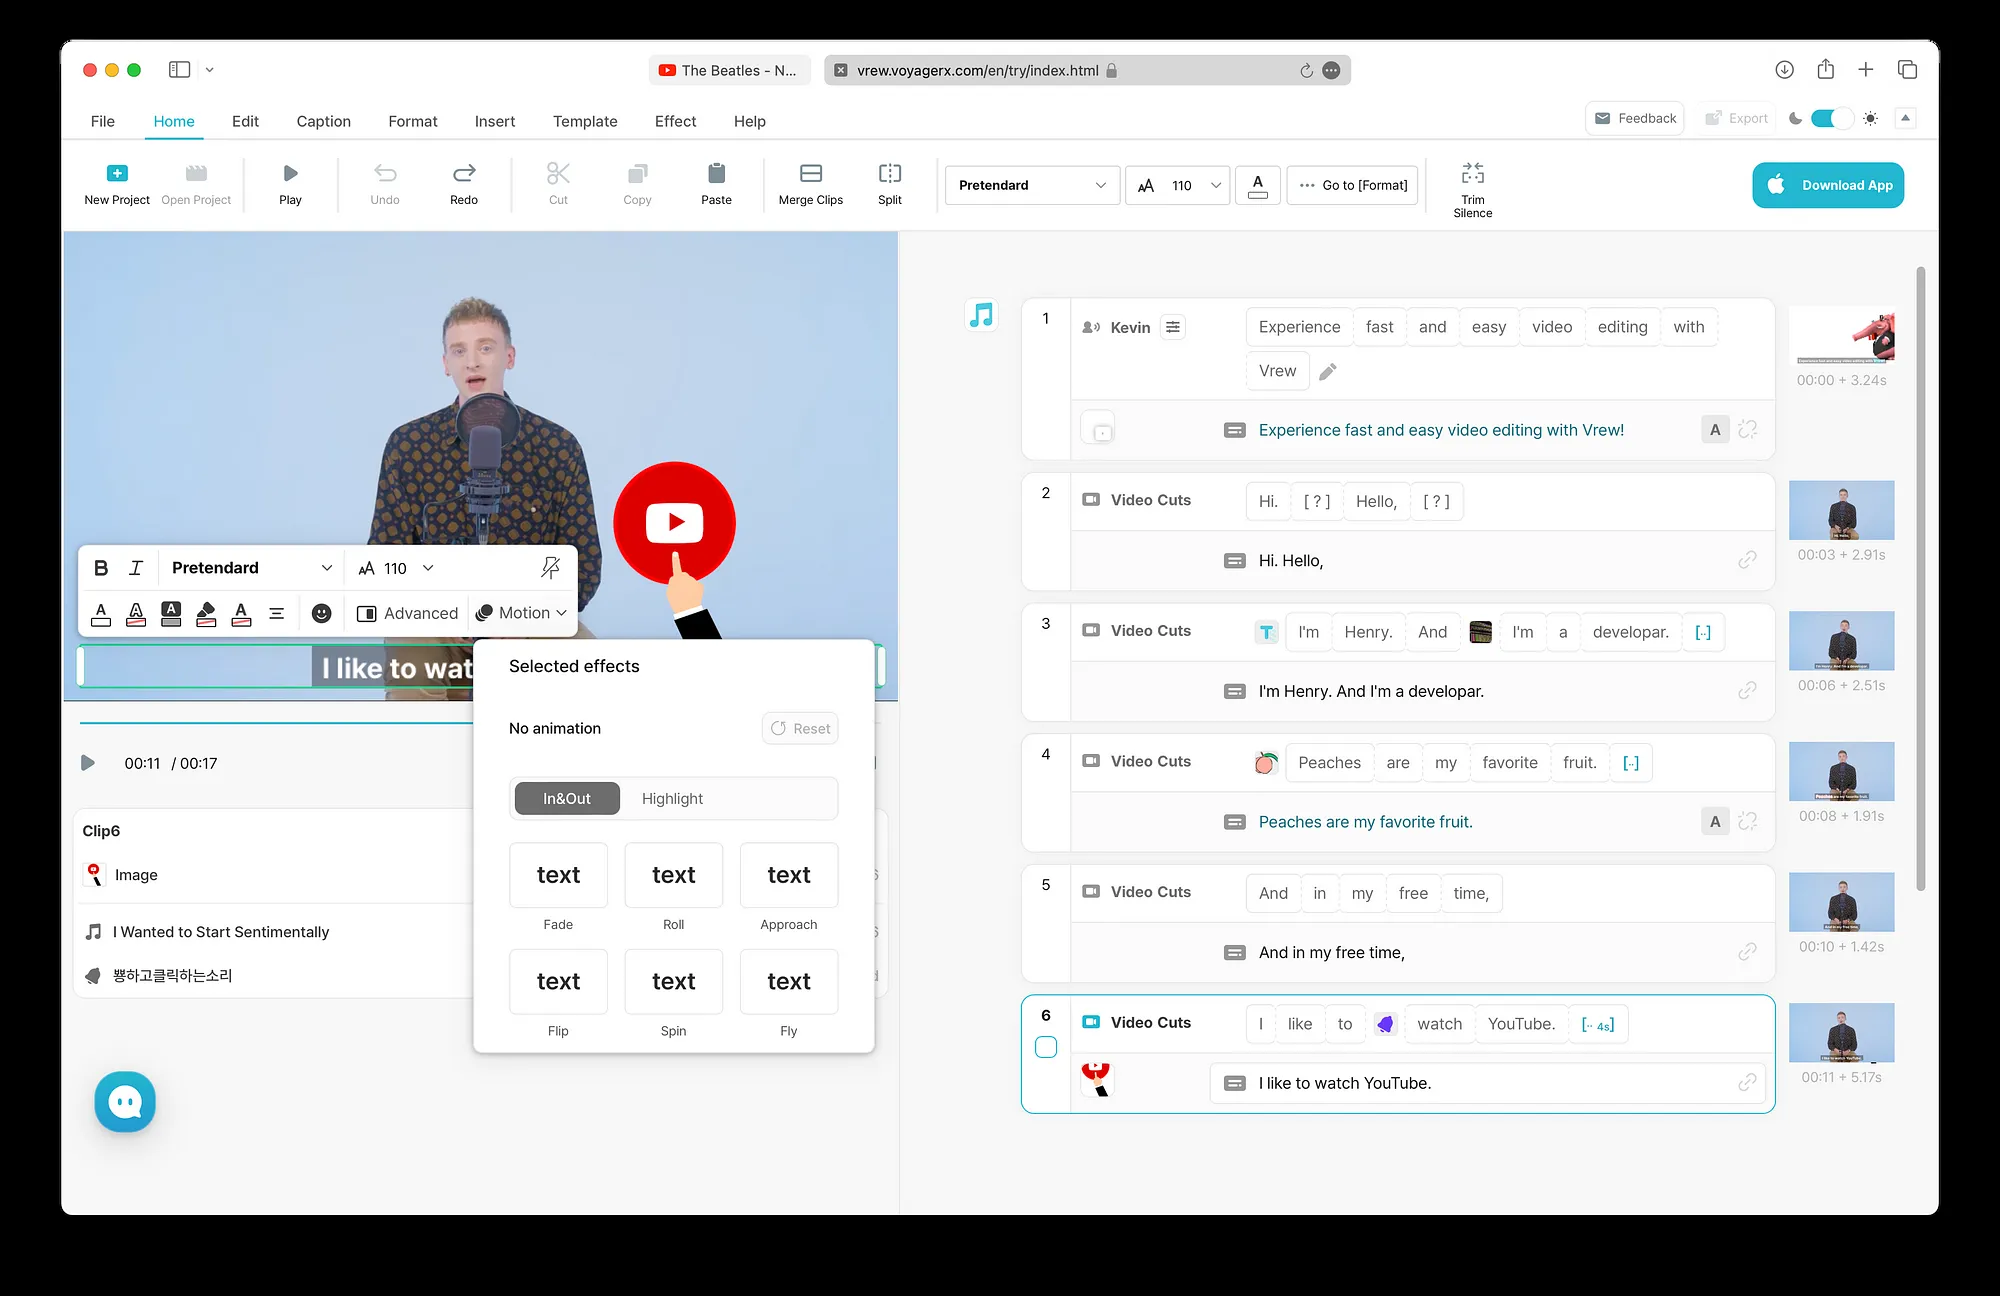 The Beatles - N...
vrew.voyagerx.com/en/try/index.html
File Home Edit Caption Format Insert Template Effect Help
Feedback Export
New Project Open Project Play Undo Redo Cut Copy Paste Merge Clips Split
Pretendard 110 A Go to [Format]
Trim
Silence
Download App
B I Pretendard AA 110
A A A A Advanced Motion
I like to wat
Selected effects
No animation Reset
In&Out Highlight
text text text
Fade Roll Approach
text text text
Flip Spin Fly
00:11 / 00:17
Clip6
Image
I Wanted to Start Sentimentally
뿅하고클릭하는소리
1 Kevin Experience fast and easy video editing with
Vrew
Experience fast and easy video editing with Vrew! A
00:00 + 3.24s
2 Video Cuts Hi. [ ? ] Hello, [ ? ]
Hi. Hello,
00:03 + 2.91s
3 Video Cuts T I'm Henry. And I'm a developar. [··]
I'm Henry. And I'm a developar.
00:06 + 2.51s
4 Video Cuts Peaches are my favorite fruit. [··]
Peaches are my favorite fruit. A
00:08 + 1.91s
5 Video Cuts And in my free time,
And in my free time,
00:10 + 1.42s
6 Video Cuts I like to watch YouTube. [·· 4s]
I like to watch YouTube.
00:11 + 5.17s